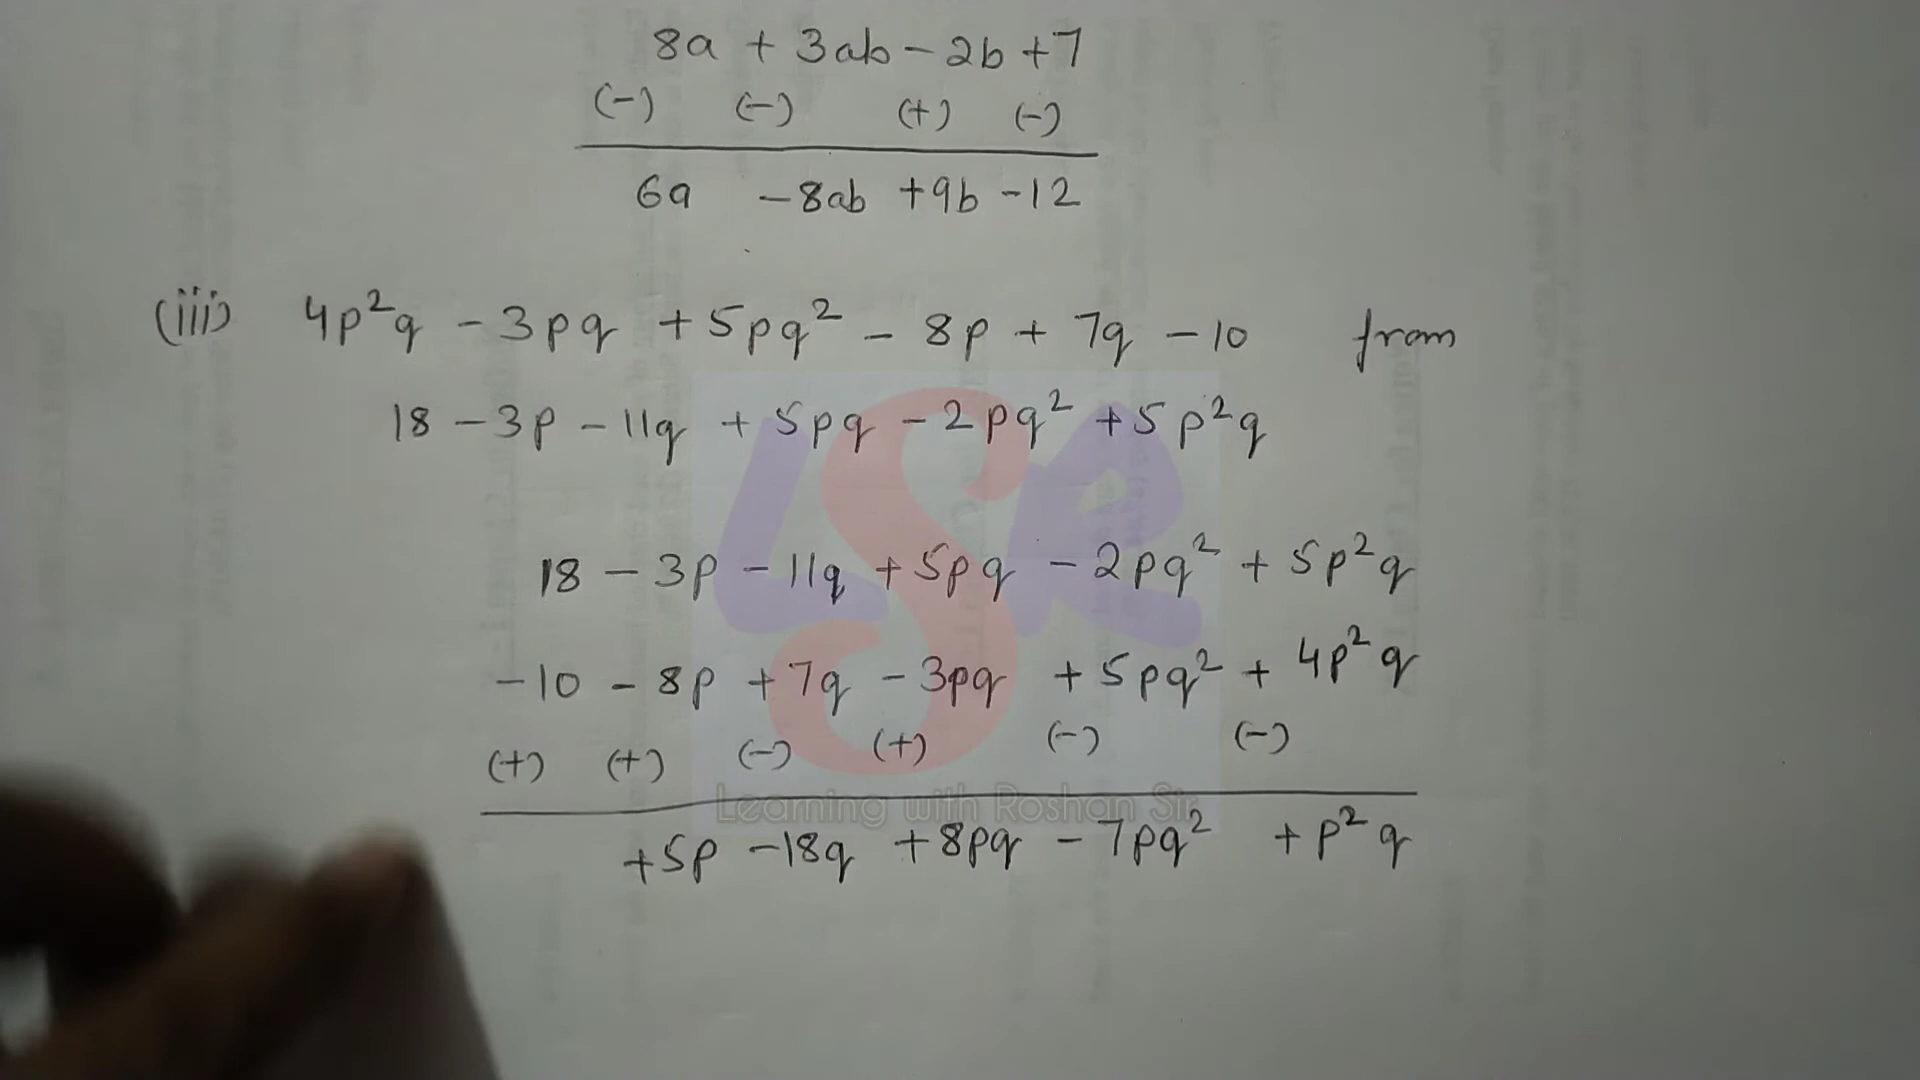 8a + 3ab - 2b + 7
(-) (-) (+) (-)
6a - 8ab + 9b - 12
(iii) 4p²q - 3pq + 5pq² - 8p + 7q - 10 from
18 - 3p - 11q + 5pq - 2pq² + 5p²q
18 - 3p - 11q + 5pq - 2pq² + 5p²q
-10 - 8p + 7q - 3pq + 5pq² + 4p²q
(+) (+) (-) (+) (-) (-)
+5p - 18q + 8pq - 7pq² + p²q
LSR
Learning with Roshan Sir